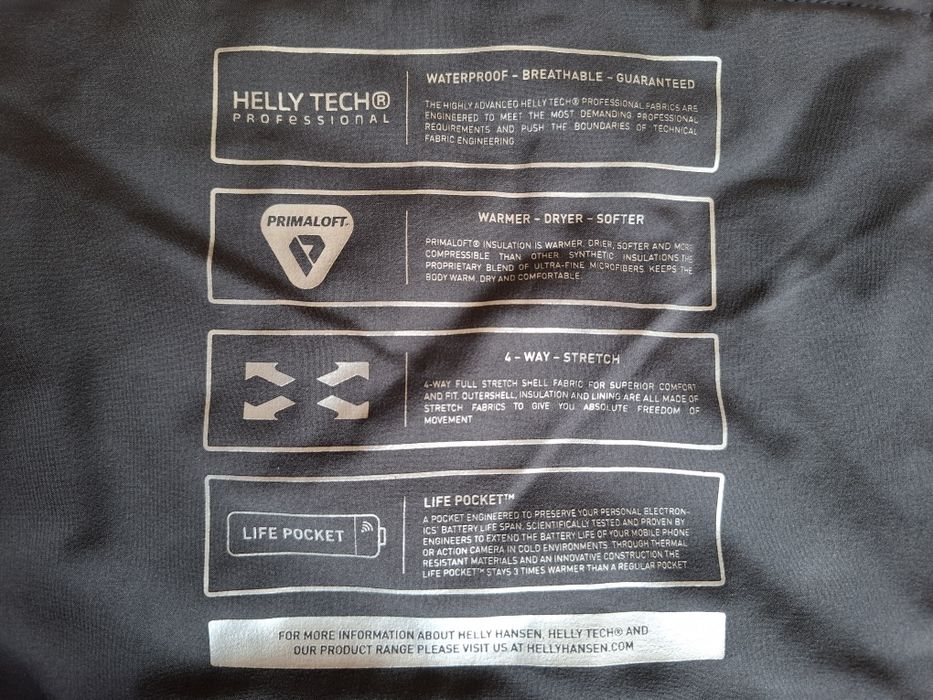 HELLY TECH®
PROFESSIONAL
WATERPROOF - BREATHABLE - GUARANTEED
THE HIGHLY ADVANCED HELLY TECH® PROFESSIONAL FABRICS ARE
ENGINEERED TO MEET THE MOST DEMANDING PROFESSIONAL
REQUIREMENTS AND PUSH THE BOUNDARIES OF TECHNICAL
FABRIC ENGINEERING
PRIMALOFT
WARMER - DRYER - SOFTER
PRIMALOFT® INSULATION IS WARMER, DRIER, SOFTER AND MORE
COMPRESSIBLE THAN OTHER SYNTHETIC INSULATIONS.THE
PROPRIETARY BLEND OF ULTRA-FINE MICROFIBERS KEEPS THE
BODY WARM, DRY AND COMFORTABLE.
4 - WAY - STRETCH
4-WAY FULL STRETCH SHELL FABRIC FOR SUPERIOR COMFORT
AND FIT. OUTERSHELL, INSULATION AND LINING ARE ALL MADE OF
STRETCH FABRICS TO GIVE YOU ABSOLUTE FREEDOM OF
MOVEMENT
LIFE POCKET
LIFE POCKET™
A POCKET ENGINEERED TO PRESERVE YOUR PERSONAL ELECTRON-
ICS' BATTERY LIFE SPAN. SCIENTIFICALLY TESTED AND PROVEN BY
ENGINEERS TO EXTEND THE BATTERY LIFE OF YOUR MOBILE PHONE
OR ACTION CAMERA IN COLD ENVIRONMENTS. THROUGH THERMAL
RESISTANT MATERIALS AND AN INNOVATIVE CONSTRUCTION THE
LIFE POCKET™ STAYS 3 TIMES WARMER THAN A REGULAR POCKET
FOR MORE INFORMATION ABOUT HELLY HANSEN, HELLY TECH® AND
OUR PRODUCT RANGE PLEASE VISIT US AT HELLYHANSEN.COM